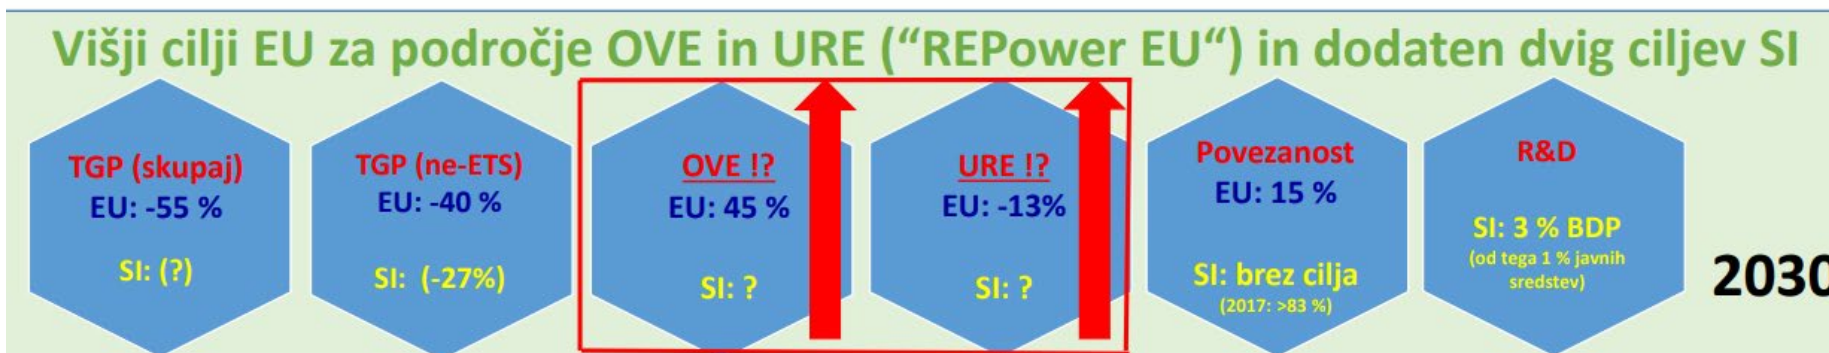 Višji cilji EU za področje OVE in URE (“REPower EU“) in dodaten dvig ciljev SI
TGP (skupaj)
EU: -55 %
SI: (?)
TGP (ne-ETS)
EU: -40 %
SI: (-27%)
OVE !?
EU: 45 %
SI: ?
URE !?
EU: -13%
SI: ?
Povezanost
EU: 15 %
SI: brez cilja
(2017: >83 %)
R&D
SI: 3 % BDP
(od tega 1 % javnih
sredstev)
2030